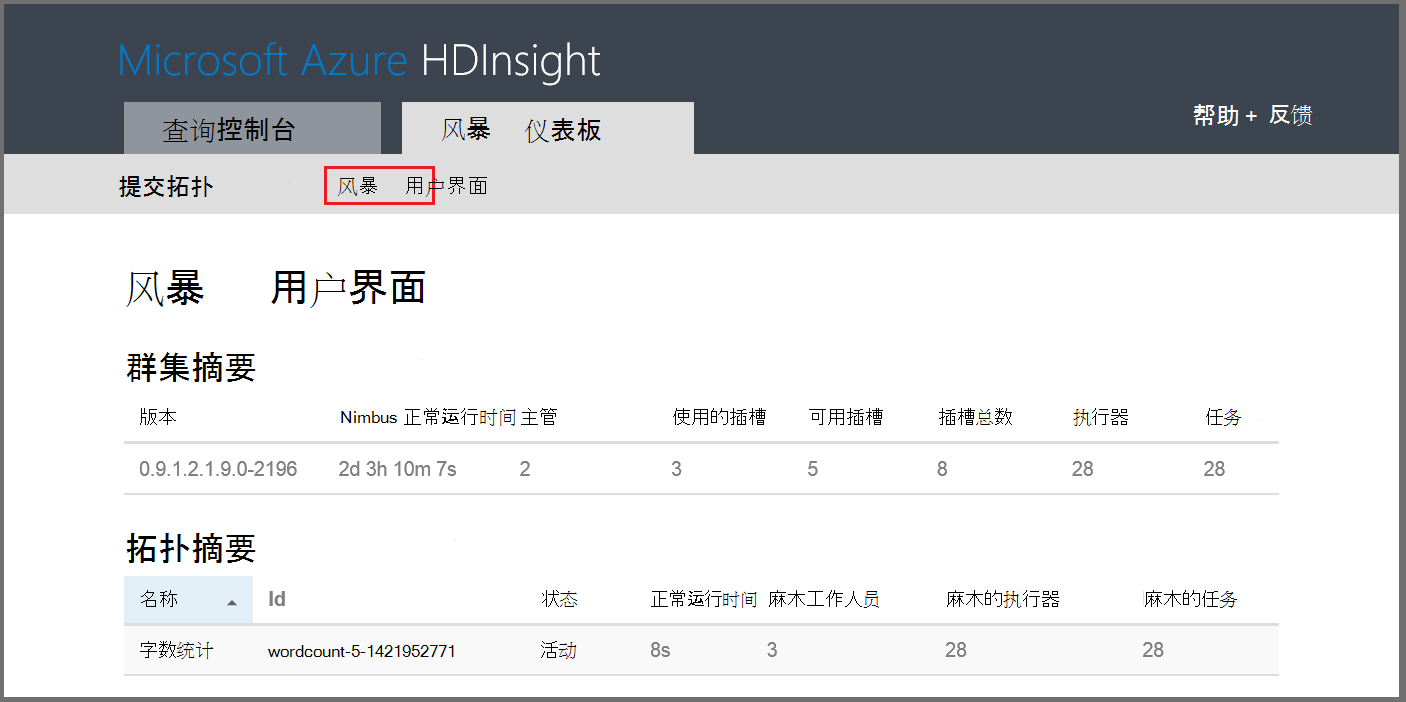 Microsoft Azure HDInsight
查询控制台 风暴 仪表板 帮助 + 反馈
提交拓扑 风暴 用户界面
风暴 用户界面
群集摘要
版本 Nimbus 正常运行时间 主管 使用的插槽 可用插槽 插槽总数 执行器 任务
0.9.1.2.1.9.0-2196 2d 3h 10m 7s 2 3 5 8 28 28
拓扑摘要
名称 Id 状态 正常运行时间 麻木工作人员 麻木的执行器 麻木的任务
字数统计 wordcount-5-1421952771 活动 8s 3 28 28